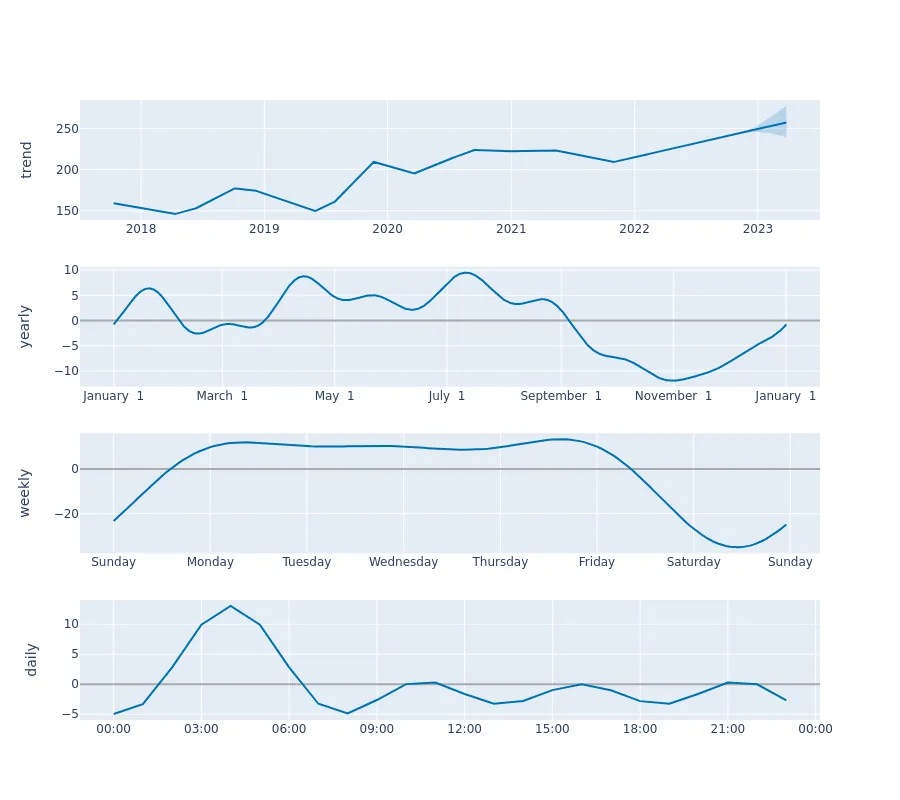 trend
250
200
150
2018 2019 2020 2021 2022 2023
yearly
10
5
0
−5
−10
January 1 March 1 May 1 July 1 September 1 November 1 January 1
weekly
0
−20
Sunday Monday Tuesday Wednesday Thursday Friday Saturday Sunday
daily
10
5
0
−5
00:00 03:00 06:00 09:00 12:00 15:00 18:00 21:00 00:00